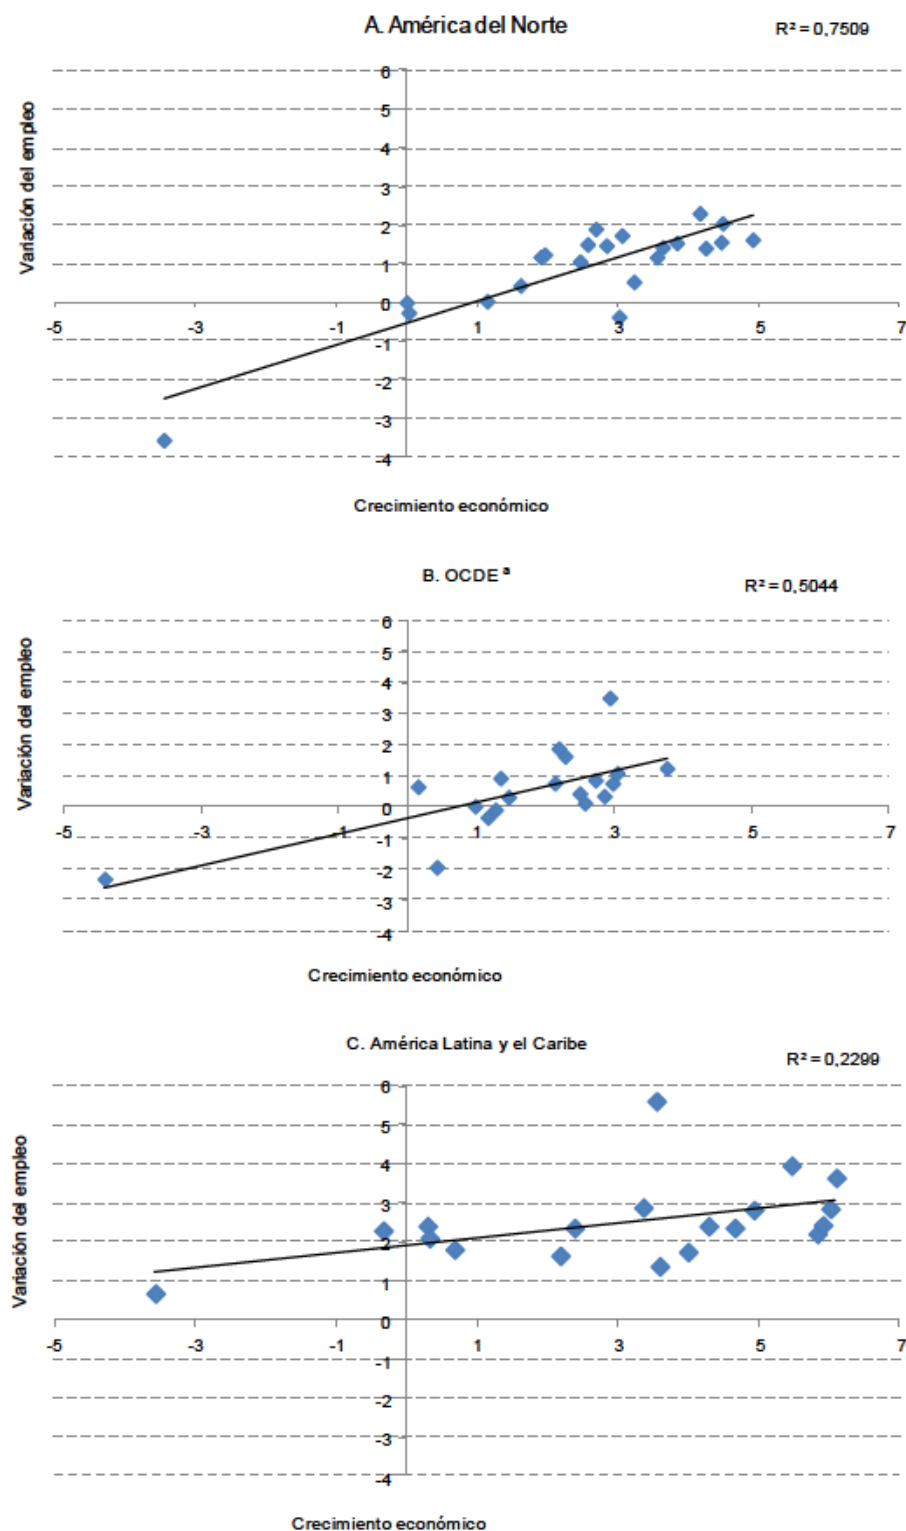 A. América del Norte
R² = 0,7509
Variación del empleo
6
5
4
3
2
1
0
-1
-2
-3
-4
-5 -3 -1 1 3 5 7
Crecimiento económico
B. OCDE ª
R² = 0,5044
Variación del empleo
6
5
4
3
2
1
0
-1
-2
-3
-4
-5 -3 -1 1 3 5 7
Crecimiento económico
C. América Latina y el Caribe
R² = 0,2299
Variación del empleo
6
5
4
3
2
1
0
-1
-2
-3
-4
-5 -3 -1 1 3 5 7
Crecimiento económico